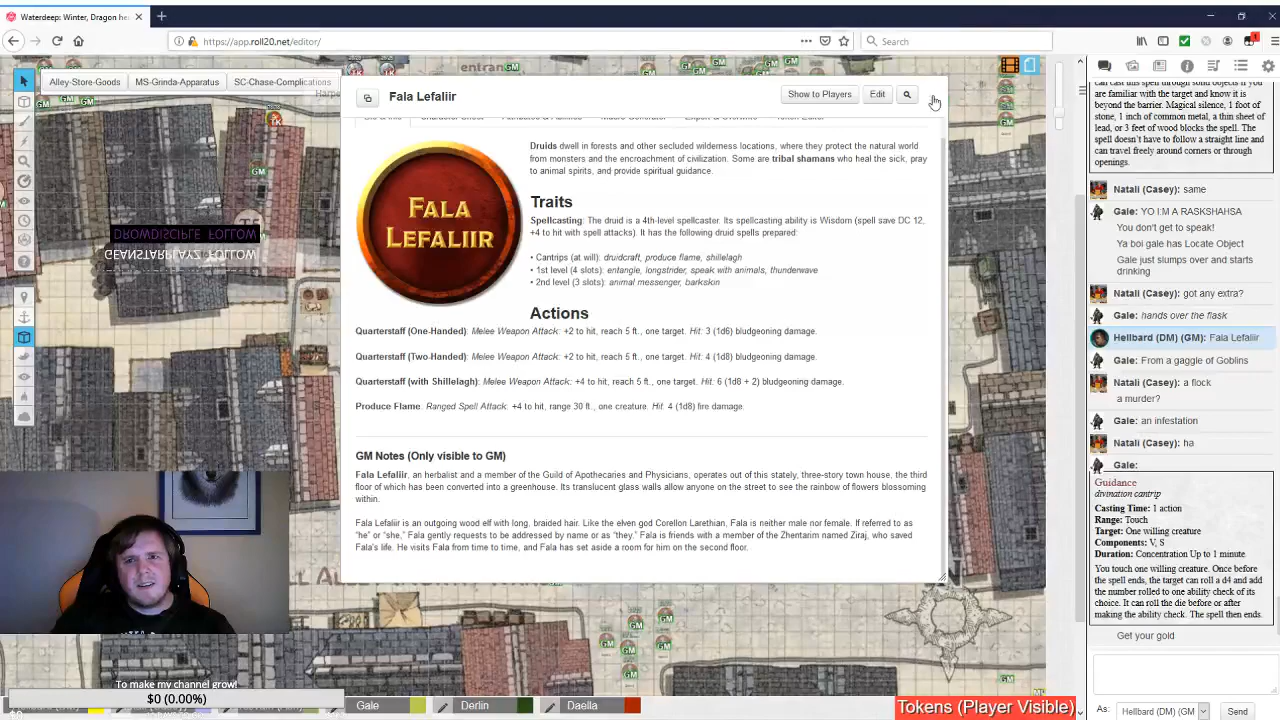 Waterdeep: Winter, Dragon he
https://app.roll20.net/editor/
Search
Alley-Store-Goods
MS-Grinda-Apparatus
SC-Chase-Complications
entran
GM
Fala Lefaliir
Show to Players
Edit
Druids dwell in forests and other secluded wilderness locations, where they protect the natural world
from monsters and the encroachment of civilization. Some are tribal shamans who heal the sick, pray
to animal spirits, and provide spiritual guidance.
FALA
LEFALIIR
Traits
Spellcasting: The druid is a 4th-level spellcaster. Its spellcasting ability is Wisdom (spell save DC 12,
+4 to hit with spell attacks). It has the following druid spells prepared:
• Cantrips (at will): druidcraft, produce flame, shillelagh
• 1st level (4 slots): entangle, longstrider, speak with animals, thunderwave
• 2nd level (3 slots): animal messenger, barkskin
Actions
Quarterstaff (One-Handed): Melee Weapon Attack: +2 to hit, reach 5 ft., one target. Hit: 3 (1d6) bludgeoning damage.
Quarterstaff (Two-Handed): Melee Weapon Attack: +2 to hit, reach 5 ft., one target. Hit: 4 (1d8) bludgeoning damage.
Quarterstaff (with Shillelagh): Melee Weapon Attack: +4 to hit, reach 5 ft., one target. Hit: 6 (1d8 + 2) bludgeoning damage.
Produce Flame. Ranged Spell Attack: +4 to hit, range 30 ft., one creature. Hit: 4 (1d8) fire damage.
GM Notes (Only visible to GM)
Fala Lefaliir, an herbalist and a member of the Guild of Apothecaries and Physicians, operates out of this stately, three-story town house, the third
floor of which has been converted into a greenhouse. Its translucent glass walls allow anyone on the street to see the rainbow of flowers blossoming
within.
Fala Lefaliir is an outgoing wood elf with long, braided hair. Like the elven god Corellon Larethian, Fala is neither male nor female. If referred to as
"he" or "she," Fala gently requests to be addressed by name or as "they." Fala is friends with a member of the Zhentarim named Ziraj, who saved
Fala's life. He visits Fala from time to time, and Fala has set aside a room for him on the second floor.
DROWDISCIPLE FOLLOW
GEANSTARPLAYZ FOLLOW
To make my channel grow!
$0 (0.00%)
Gale
Derlin
Daella
Tokens (Player Visible)
cast this spell through solid objects if you
are familiar with the target and know it is
beyond the barrier. Magical silence, 1 foot of
stone, 1 inch of common metal, a thin sheet of
lead, or 3 feet of wood blocks the spell. The
spell doesn't have to follow a straight line and
can travel freely around corners or through
openings.
Natali (Casey): same
Gale: YO I:M A RASKSHAHSA
You don't get to speak!
Ya boi gale has Locate Object
Gale just slumps over and starts
drinking
Natali (Casey): got any extra?
Gale: hands over the flask
Hellbard (DM) (GM): Fala Lefaliir
Gale: From a gaggle of Goblins
Natali (Casey): a flock
a murder?
Gale: an infestation
Natali (Casey): ha
Gale:
Guidance
divination cantrip
Casting Time: 1 action
Range: Touch
Target: One willing creature
Components: V, S
Duration: Concentration Up to 1 minute
You touch one willing creature. Once before
the spell ends, the target can roll a d4 and add
the number rolled to one ability check of its
choice. It can roll the die before or after
making the ability check. The spell then ends.
Get your gold
As:
Hellbard (DM) (GM
Send